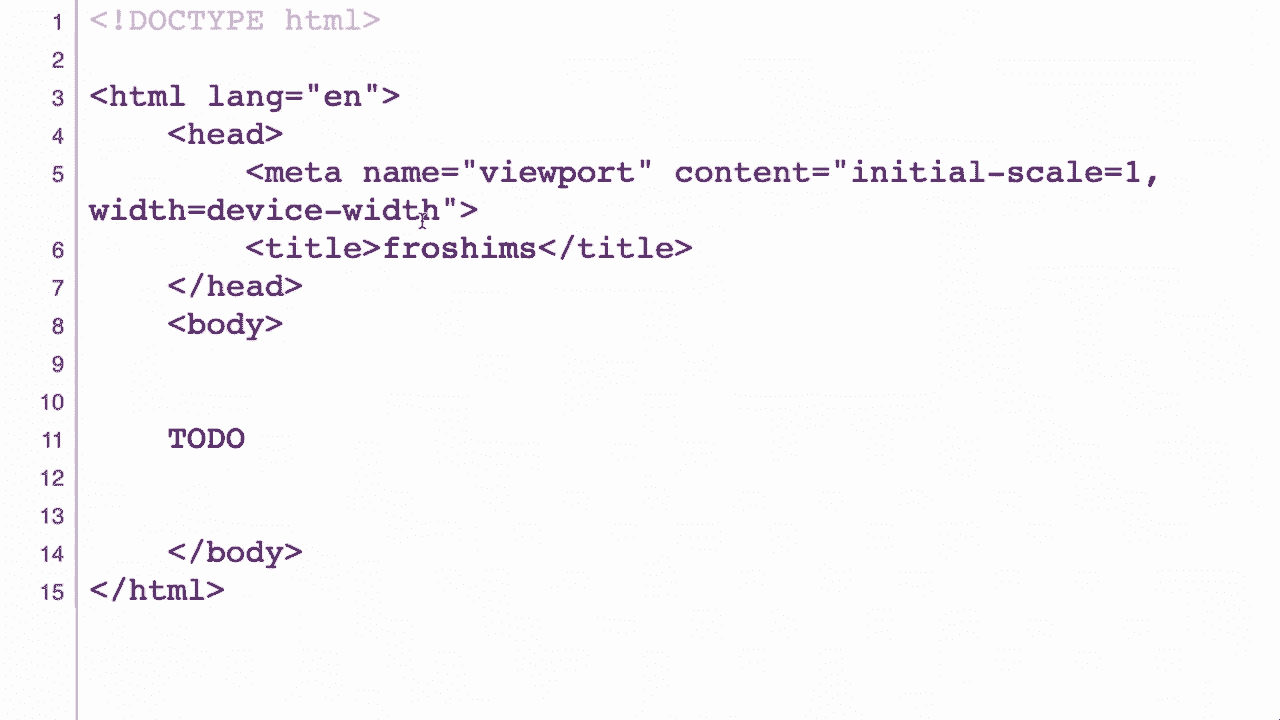 1 <!DOCTYPE html>
2
3 <html lang="en">
4 <head>
5 <meta name="viewport" content="initial-scale=1,
width=device-width">
6 <title>froshims</title>
7 </head>
8 <body>
9
10
11 TODO
12
13
14 </body>
15 </html>